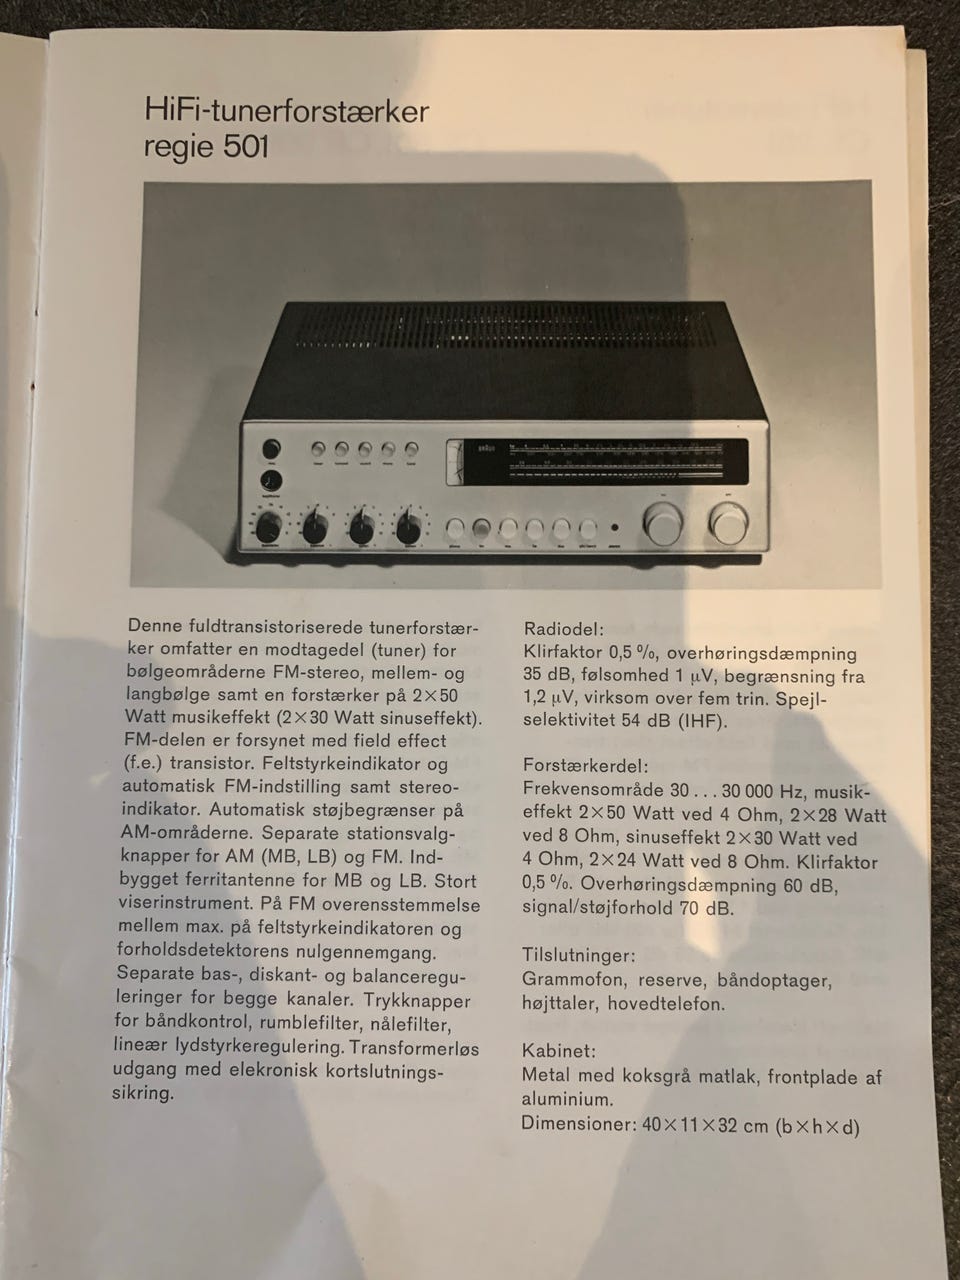 HiFi-tunerforstærker
regie 501
BRAUN
Denne fuldtransistoriserede tunerforstær-
ker omfatter en modtagedel (tuner) for
bølgeområderne FM-stereo, mellem- og
langbølge samt en forstærker på 2×50
Watt musikeffekt (2×30 Watt sinuseffekt).
FM-delen er forsynet med field effect
(f.e.) transistor. Feltstyrkeindikator og
automatisk FM-indstilling samt stereo-
indikator. Automatisk støjbegrænser på
AM-områderne. Separate stationsvalg-
knapper for AM (MB, LB) og FM. Ind-
bygget ferritantenne for MB og LB. Stort
viserinstrument. På FM overensstemmelse
mellem max. på feltstyrkeindikatoren og
forholdsdetektorens nulgennemgang.
Separate bas-, diskant- og balanceregu-
leringer for begge kanaler. Trykknapper
for båndkontrol, rumblefilter, nålefilter,
lineær lydstyrkeregulering. Transformerløs
udgang med elekronisk kortslutnings-
sikring.
Radiodel:
Klirfaktor 0,5 %, overhøringsdæmpning
35 dB, følsomhed 1 µV, begrænsning fra
1,2 µV, virksom over fem trin. Spejl-
selektivitet 54 dB (IHF).
Forstærkerdel:
Frekvensområde 30 . . . 30 000 Hz, musik-
effekt 2×50 Watt ved 4 Ohm, 2×28 Watt
ved 8 Ohm, sinuseffekt 2×30 Watt ved
4 Ohm, 2×24 Watt ved 8 Ohm. Klirfaktor
0,5 %. Overhøringsdæmpning 60 dB,
signal/støjforhold 70 dB.
Tilslutninger:
Grammofon, reserve, båndoptager,
højttaler, hovedtelefon.
Kabinet:
Metal med koksgrå matlak, frontplade af
aluminium.
Dimensioner: 40×11×32 cm (b×h×d)